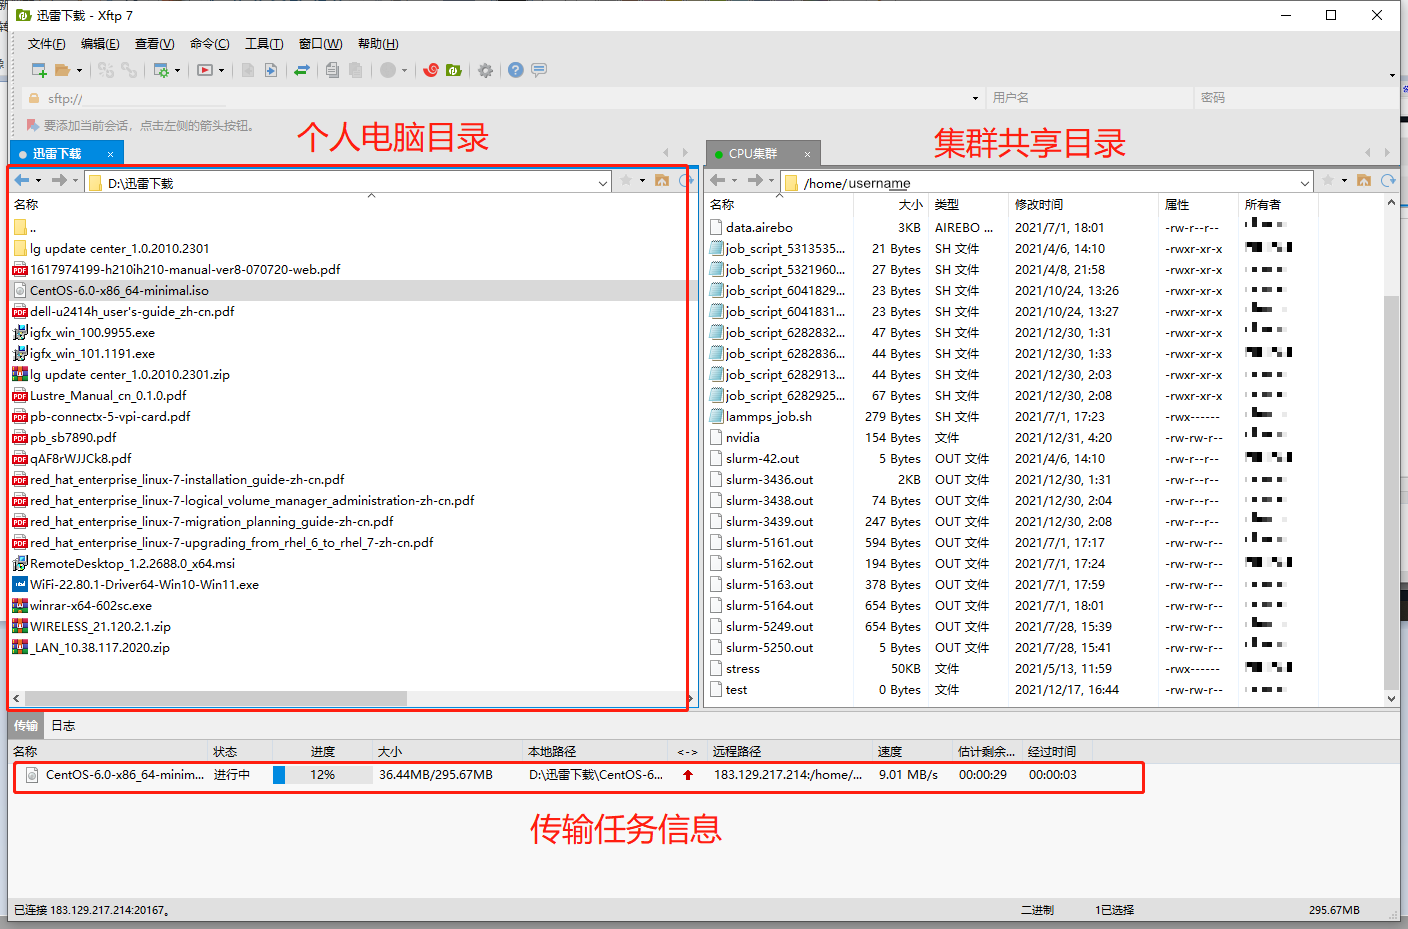 迅雷下载 - Xftp 7
文件(F) 编辑(E) 查看(V) 命令(C) 工具(T) 窗口(W) 帮助(H)
sftp:// 用户名 密码
要添加当前会话，点击左侧的箭头按钮。
个人电脑目录 集群共享目录
迅雷下载 × CPU集群 ×
D:\迅雷下载 /home/username
名称 名称 大小 类型 修改时间 属性 所有者
.. data.airebo 3KB AIREBO ... 2021/7/1, 18:01 -rw-r--r--
lg update center_1.0.2010.2301 job_script_5313535... 21 Bytes SH 文件 2021/4/6, 14:10 -rwxr-xr-x
1617974199-h210ih210-manual-ver8-070720-web.pdf job_script_5321960... 27 Bytes SH 文件 2021/4/8, 21:58 -rwxr-xr-x
CentOS-6.0-x86_64-minimal.iso job_script_6041829... 23 Bytes SH 文件 2021/10/24, 13:26 -rwxr-xr-x
dell-u2414h_user's-guide_zh-cn.pdf job_script_6041831... 23 Bytes SH 文件 2021/10/24, 13:27 -rwxr-xr-x
igfx_win_100.9955.exe job_script_6282832... 47 Bytes SH 文件 2021/12/30, 1:31 -rwxr-xr-x
igfx_win_101.1191.exe job_script_6282836... 44 Bytes SH 文件 2021/12/30, 1:33 -rwxr-xr-x
lg update center_1.0.2010.2301.zip job_script_6282913... 44 Bytes SH 文件 2021/12/30, 2:03 -rwxr-xr-x
Lustre_Manual_cn_0.1.0.pdf job_script_6282925... 67 Bytes SH 文件 2021/12/30, 2:08 -rwxr-xr-x
pb-connectx-5-vpi-card.pdf lammps_job.sh 279 Bytes SH 文件 2021/7/1, 17:23 -rwx------
pb_sb7890.pdf nvidia 154 Bytes 文件 2021/12/31, 4:20 -rw-rw-r--
qAF8rWJJCk8.pdf slurm-42.out 5 Bytes OUT 文件 2021/4/6, 14:10 -rw-rw-r--
red_hat_enterprise_linux-7-installation_guide-zh-cn.pdf slurm-3436.out 2KB OUT 文件 2021/12/30, 1:31 -rw-r--r--
red_hat_enterprise_linux-7-logical_volume_manager_administration-zh-cn.pdf slurm-3438.out 74 Bytes OUT 文件 2021/12/30, 2:04 -rw-r--r--
red_hat_enterprise_linux-7-migration_planning_guide-zh-cn.pdf slurm-3439.out 247 Bytes OUT 文件 2021/12/30, 2:08 -rw-r--r--
red_hat_enterprise_linux-7-upgrading_from_rhel_6_to_rhel_7-zh-cn.pdf slurm-5161.out 594 Bytes OUT 文件 2021/7/1, 17:17 -rw-rw-r--
RemoteDesktop_1.2.2688.0_x64.msi slurm-5162.out 194 Bytes OUT 文件 2021/7/1, 17:24 -rw-rw-r--
WiFi-22.80.1-Driver64-Win10-Win11.exe slurm-5163.out 378 Bytes OUT 文件 2021/7/1, 17:59 -rw-rw-r--
winrar-x64-602sc.exe slurm-5164.out 654 Bytes OUT 文件 2021/7/1, 18:01 -rw-rw-r--
WIRELESS_21.120.2.1.zip slurm-5249.out 654 Bytes OUT 文件 2021/7/28, 15:39 -rw-rw-r--
_LAN_10.38.117.2020.zip slurm-5250.out 5 Bytes OUT 文件 2021/7/28, 15:41 -rw-rw-r--
stress 50KB 文件 2021/5/13, 11:59 -rwx------
test 0 Bytes 文件 2021/12/17, 16:44 -rw-rw-r--
传输 日志
名称 状态 进度 大小 本地路径 <-> 远程路径 速度 估计剩余... 经过时间
CentOS-6.0-x86_64-minim... 进行中 12% 36.44MB/295.67MB D:\迅雷下载\CentOS-6... 183.129.217.214:/home/... 9.01 MB/s 00:00:29 00:00:03
传输任务信息
已连接 183.129.217.214:20167。 二进制 1已选择 295.67MB